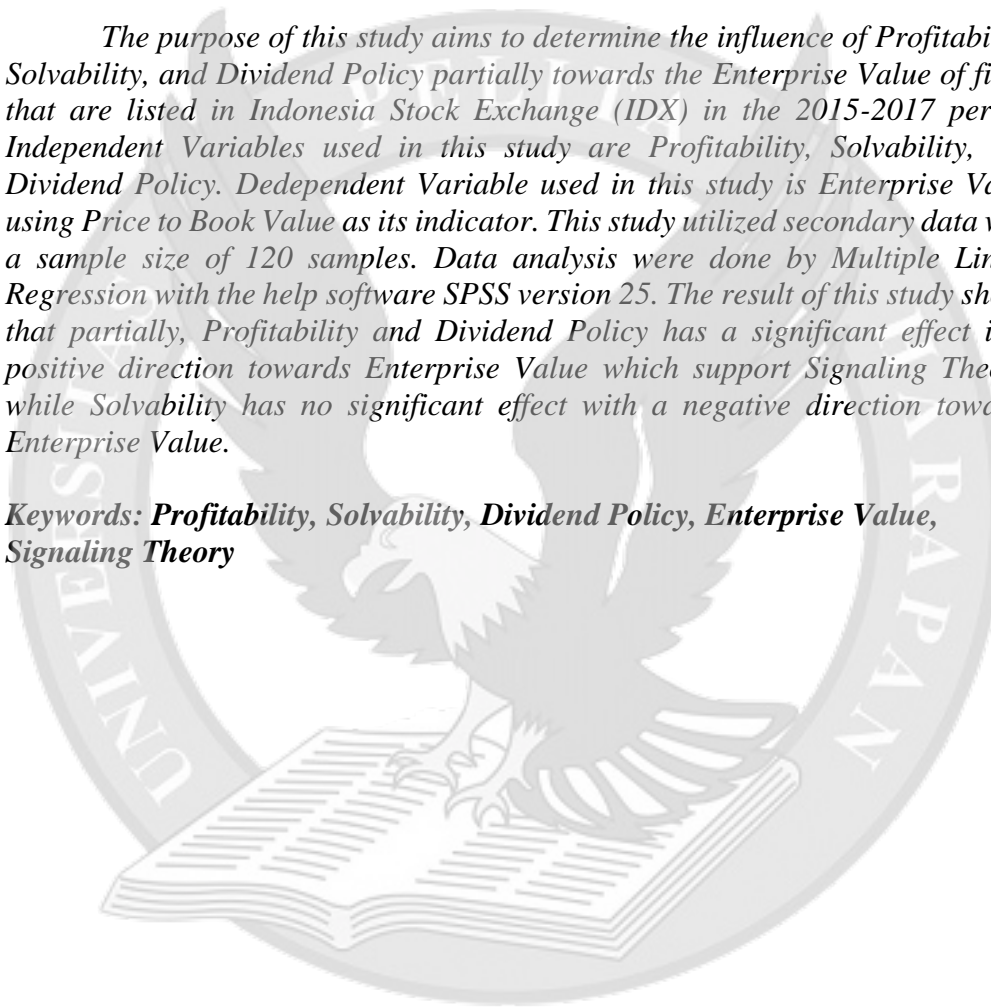 The purpose of this study aims to determine the influence of Profitabi
Solvability, and Dividend Policy partially towards the Enterprise Value of fi
that are listed in Indonesia Stock Exchange (IDX) in the 2015-2017 per
Independent Variables used in this study are Profitability, Solvability,
Dividend Policy. Dedependent Variable used in this study is Enterprise Va
using Price to Book Value as its indicator. This study utilized secondary data w
a sample size of 120 samples. Data analysis were done by Multiple Lin
Regression with the help software SPSS version 25. The result of this study sh
that partially, Profitability and Dividend Policy has a significant effect i
positive direction towards Enterprise Value which support Signaling Theo
while Solvability has no significant effect with a negative direction towa
Enterprise Value.
Keywords: Profitability, Solvability, Dividend Policy, Enterprise Value,
Signaling Theory
UNIVERSITAS PELITA HARAPAN